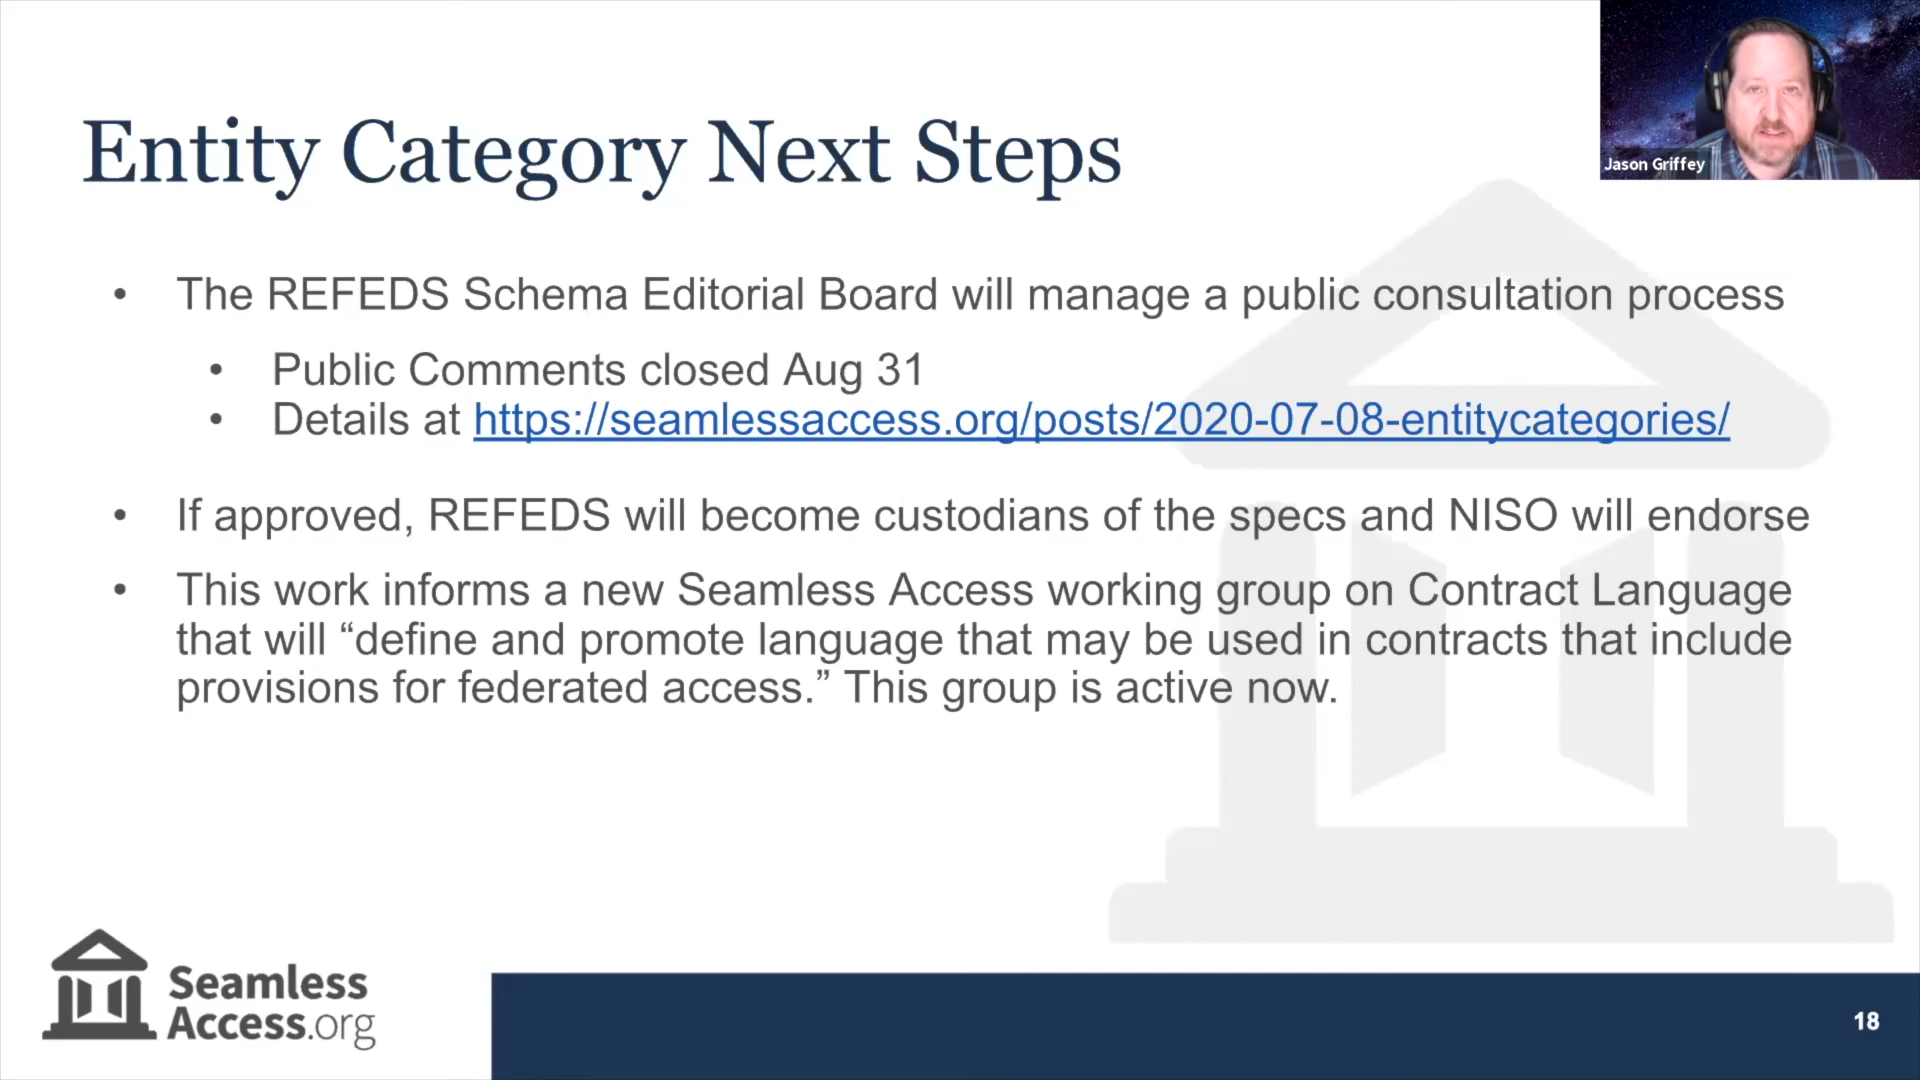 Jason Griffey
Entity Category Next Steps
• The REFEDS Schema Editorial Board will manage a public consultation process
• Public Comments closed Aug 31
• Details at https://seamlessaccess.org/posts/2020-07-08-entitycategories/
• If approved, REFEDS will become custodians of the specs and NISO will endorse
• This work informs a new Seamless Access working group on Contract Language
that will “define and promote language that may be used in contracts that include
provisions for federated access.” This group is active now.
Seamless
Access.org
18